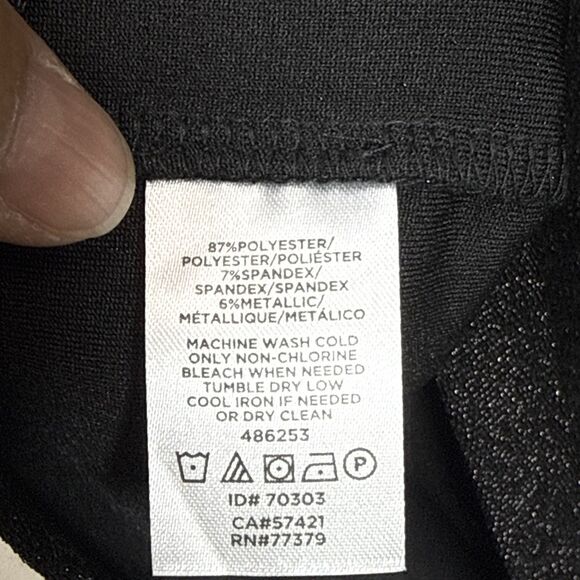 87%POLYESTER/
POLYESTER/POLIÉSTER
7%SPANDEX/
SPANDEX/SPANDEX
6%METALLIC/
MÉTALLIQUE/METÁLICO
MACHINE WASH COLD
ONLY NON-CHLORINE
BLEACH WHEN NEEDED
TUMBLE DRY LOW
COOL IRON IF NEEDED
OR DRY CLEAN
486253
P
ID# 70303
CA#57421
RN#77379